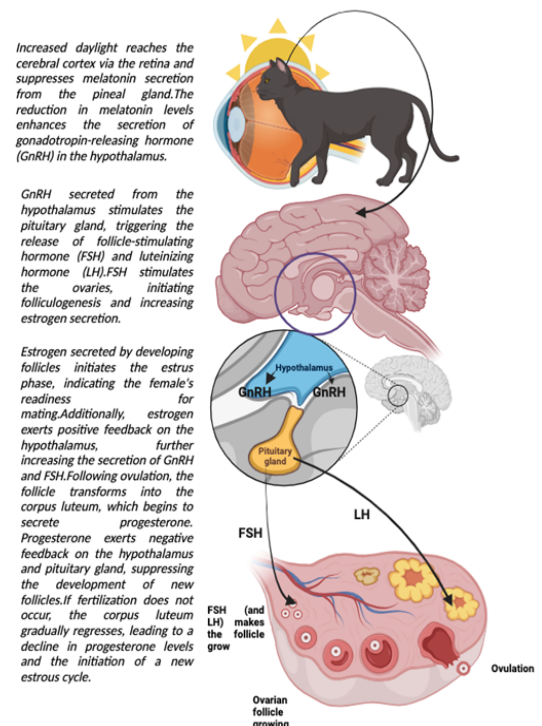 Increased daylight reaches the
cerebral cortex via the retina and
suppresses melatonin secretion
from the pineal gland.The
reduction in melatonin levels
enhances the secretion of
gonadotropin-releasing hormone
(GnRH) in the hypothalamus.
GnRH secreted from the
hypothalamus stimulates the
pituitary gland, triggering the
release of follicle-stimulating
hormone (FSH) and luteinizing
hormone (LH).FSH stimulates
the ovaries, initiating
folliculogenesis and increasing
estrogen secretion.
Estrogen secreted by developing
follicles initiates the estrus
phase, indicating the female's
readiness for
mating.Additionally, estrogen
exerts positive feedback on the
hypothalamus, further
increasing the secretion of GnRH
and FSH.Following ovulation, the
follicle transforms into the
corpus luteum, which begins to
secrete progesterone.
Progesterone exerts negative
feedback on the hypothalamus
and pituitary gland, suppressing
the development of new
follicles.If fertilization does not
occur, the corpus luteum
gradually regresses, leading to a
decline in progesterone levels
and the initiation of a new
estrous cycle.
Hypothalamus
GnRH
GnRH
Pituitary
gland
FSH
LH
FSH (and
LH) makes
the follicle
grow
Ovulation
Ovarian
follicle
growing